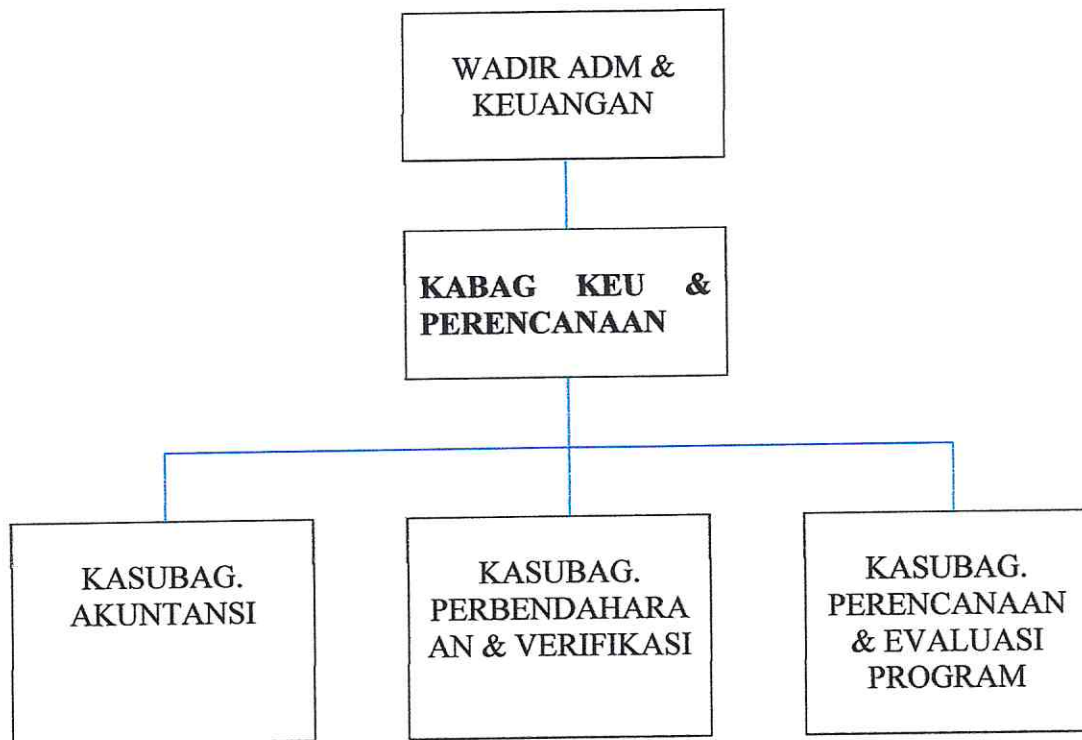 WADIR ADM &
KEUANGAN
KABAG KEU &
PERENCANAAN
KASUBAG.
AKUNTANSI
KASUBAG.
PERBENDAHARA
AN & VERIFIKASI
KASUBAG.
PERENCANAAN
& EVALUASI
PROGRAM